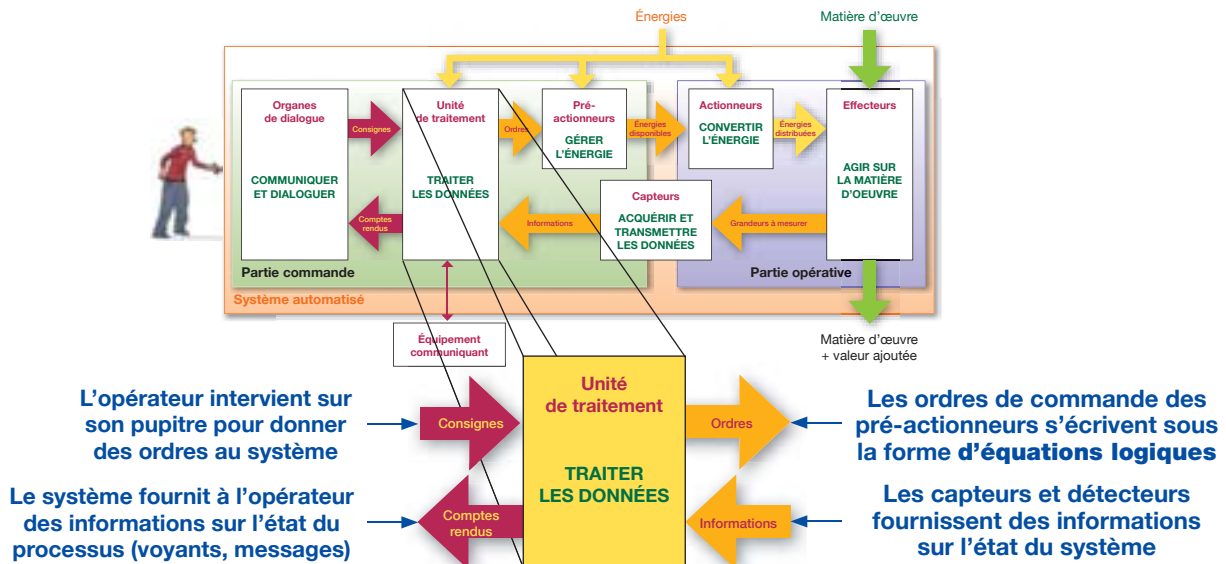 Énergies
Matière d'œuvre
Organes
de dialogue
COMMUNIQUER
ET DIALOGUER
Consignes
Comptes
rendus
Unité
de traitement
TRAITER
LES DONNÉES
Ordres
Informations
Pré-
actionneurs
GÉRER
L'ÉNERGIE
Énergies
disponibles
Actionneurs
CONVERTIR
L'ÉNERGIE
Énergies
distribuées
Effecteurs
AGIR SUR
LA MATIÈRE
D'OEUVRE
Capteurs
ACQUÉRIR ET
TRANSMETTRE
LES DONNÉES
Grandeurs à mesurer
Partie commande
Partie opérative
Système automatisé
Équipement
communiquant
Matière d'œuvre
+ valeur ajoutée
L'opérateur intervient sur
son pupitre pour donner
des ordres au système
Consignes
Le système fournit à l'opérateur
des informations sur l'état du
processus (voyants, messages)
Comptes
rendus
Unité
de traitement
TRAITER
LES DONNÉES
Ordres
Les ordres de commande des
pré-actionneurs s'écrivent sous
la forme d'équations logiques
Informations
Les capteurs et détecteurs
fournissent des informations
sur l'état du système